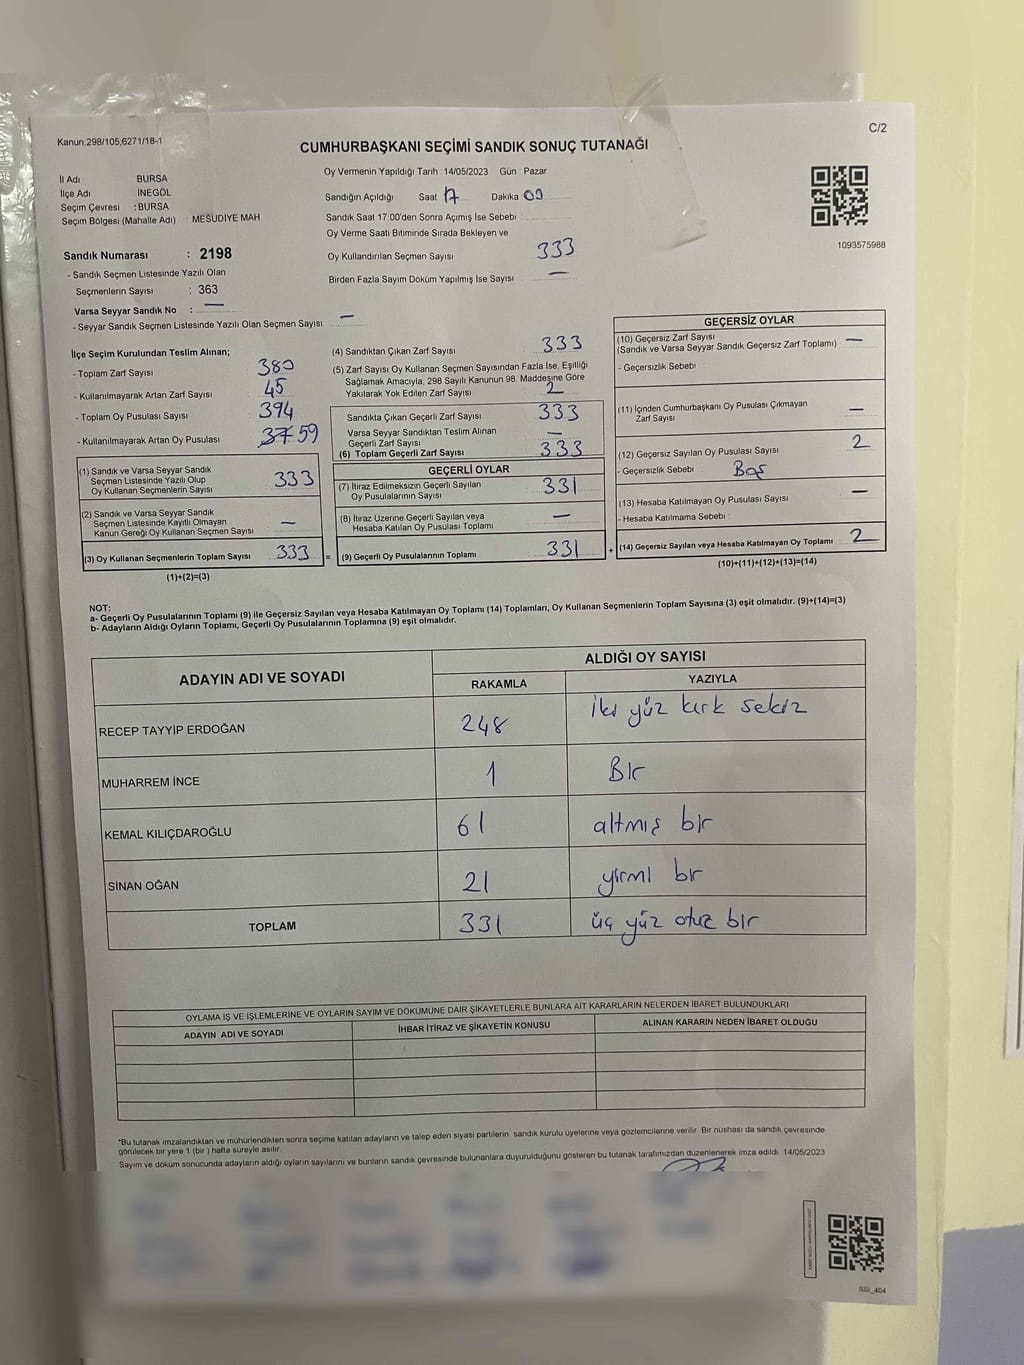 Kanun.298/105,6271/18-1
C/2
CUMHURBAŞKANI SEÇİMİ SANDIK SONUÇ TUTANAĞI
İl Adı BURSA
İlçe Adı İNEGÖL
Seçim Çevresi : BURSA
Seçim Bölgesi (Mahalle Adı) : MESUDİYE MAH
Sandık Numarası : 2198
- Sandık Seçmen Listesinde Yazılı Olan
Seçmenlerin Sayısı : 363
Varsa Seyyar Sandık No : —
- Seyyar Sandık Seçmen Listesinde Yazılı Olan Seçmen Sayısı: —
Oy Vermenin Yapıldığı Tarih : 14/05/2023 Gün : Pazar
Sandığın Açıldığı Saat 17 Dakika 09
Sandık Saat 17:00'den Sonra Açımış İse Sebebi
Oy Verme Saati Bitiminde Sırada Bekleyen ve
Oy Kullandırılan Seçmen Sayısı 333
Birden Fazla Sayım Döküm Yapılmış İse Sayısı —
1093575988
İlçe Seçim Kurulundan Teslim Alınan;
- Toplam Zarf Sayısı 380
- Kullanılmayarak Artan Zarf Sayısı 45
- Toplam Oy Pusulası Sayısı 394
- Kullanılmayarak Artan Oy Pusulası 59
(1) Sandık ve Varsa Seyyar Sandık
Seçmen Listesinde Yazılı Olup
Oy Kullanan Seçmenlerin Sayısı 333
(2) Sandık ve Varsa Seyyar Sandık
Seçmen Listesinde Kayıtlı Olmayan
Kanun Gereği Oy Kullanan Seçmen Sayısı —
(3) Oy Kullanan Seçmenlerin Toplam Sayısı 333 =
(1)+(2)=(3)
(4) Sandıktan Çıkan Zarf Sayısı 333
(5) Zarf Sayısı Oy Kullanan Seçmen Sayısından Fazla İse, Eşitliği
Sağlamak Amacıyla, 298 Sayılı Kanunun 98. Maddesine Göre
Yakılarak Yok Edilen Zarf Sayısı 2
Sandıkta Çıkan Geçerli Zarf Sayısı 333
Varsa Seyyar Sandıktan Teslim Alınan
Geçerli Zarf Sayısı —
(6) Toplam Geçerli Zarf Sayısı 333
GEÇERLİ OYLAR
(7) İtiraz Edilmeksizin Geçerli Sayılan
Oy Pusulalarının Sayısı 331
(8) İtiraz Üzerine Geçerli Sayılan veya
Hesaba Katılan Oy Pusulası Toplamı —
(9) Geçerli Oy Pusulalarının Toplamı 331 +
GEÇERSİZ OYLAR
(10) Geçersiz Zarf Sayısı —
(Sandık ve Varsa Seyyar Sandık Geçersiz Zarf Toplamı)
- Geçersizlik Sebebi :
(11) İçinden Cumhurbaşkanı Oy Pusulası Çıkmayan
Zarf Sayısı —
(12) Geçersiz Sayılan Oy Pusulası Sayısı 2
- Geçersizlik Sebebi : Boş
(13) Hesaba Katılmayan Oy Pusulası Sayısı —
- Hesaba Katılmama Sebebi :
(14) Geçersiz Sayılan veya Hesaba Katılmayan Oy Toplamı 2
(10)+(11)+(12)+(13)=(14)
NOT:
a- Geçerli Oy Pusulalarının Toplamı (9) ile Geçersiz Sayılan veya Hesaba Katılmayan Oy Toplamı (14) Toplamları, Oy Kullanan Seçmenlerin Toplam Sayısına (3) eşit olmalıdır. (9)+(14)=(3)
b- Adayların Aldığı Oyların Toplamı, Geçerli Oy Pusulalarının Toplamına (9) eşit olmalıdır.
ADAYIN ADI VE SOYADI ALDIĞI OY SAYISI
RAKAMLA YAZIYLA
RECEP TAYYİP ERDOĞAN 248 iki yüz kırk sekiz
MUHARREM İNCE 1 Bir
KEMAL KILIÇDAROĞLU 61 altmış bir
SİNAN OĞAN 21 yirmi bir
TOPLAM 331 üç yüz otuz bir
OYLAMA İŞ VE İŞLEMLERİNE VE OYLARIN SAYIM VE DÖKÜMÜNE DAİR ŞİKAYETLERLE BUNLARA AİT KARARLARIN NELERDEN İBARET BULUNDUKLARI
ADAYIN ADI VE SOYADI İHBAR İTİRAZ VE ŞİKAYETİN KONUSU ALINAN KARARIN NEDEN İBARET OLDUĞU
*Bu tutanak imzalandıktan ve mühürlendikten sonra seçime katılan adayların ve talep eden siyasi partilerin sandık kurulu üyelerine veya gözlemcilerine verilir. Bir nüshası da sandık çevresinde
görülecek bir yere 1 (bir ) hafta süreyle asılır.
Sayım ve döküm sonucunda adayların aldığı oyların sayılarını ve bunların sandık çevresinde bulunanlara duyurulduğunu gösteren bu tutanak tarafımızdan düzenlenerek imza edildi. 14/05/2023
SSI_404